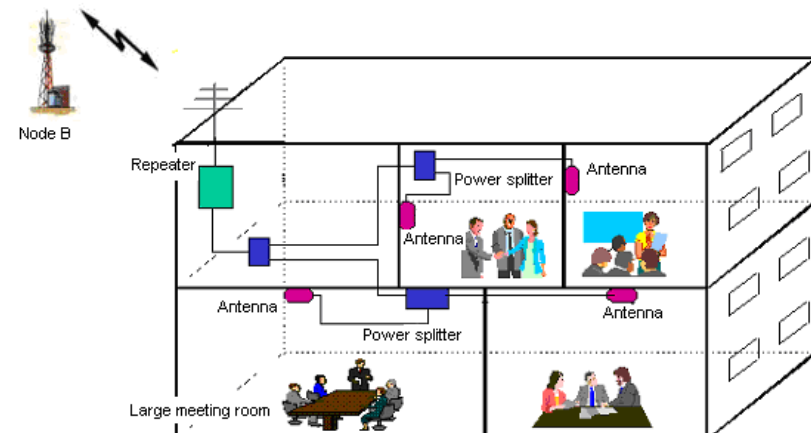 Node B
Repeater
Antenna
Power splitter
Antenna
Antenna
Antenna
Power splitter
Large meeting room